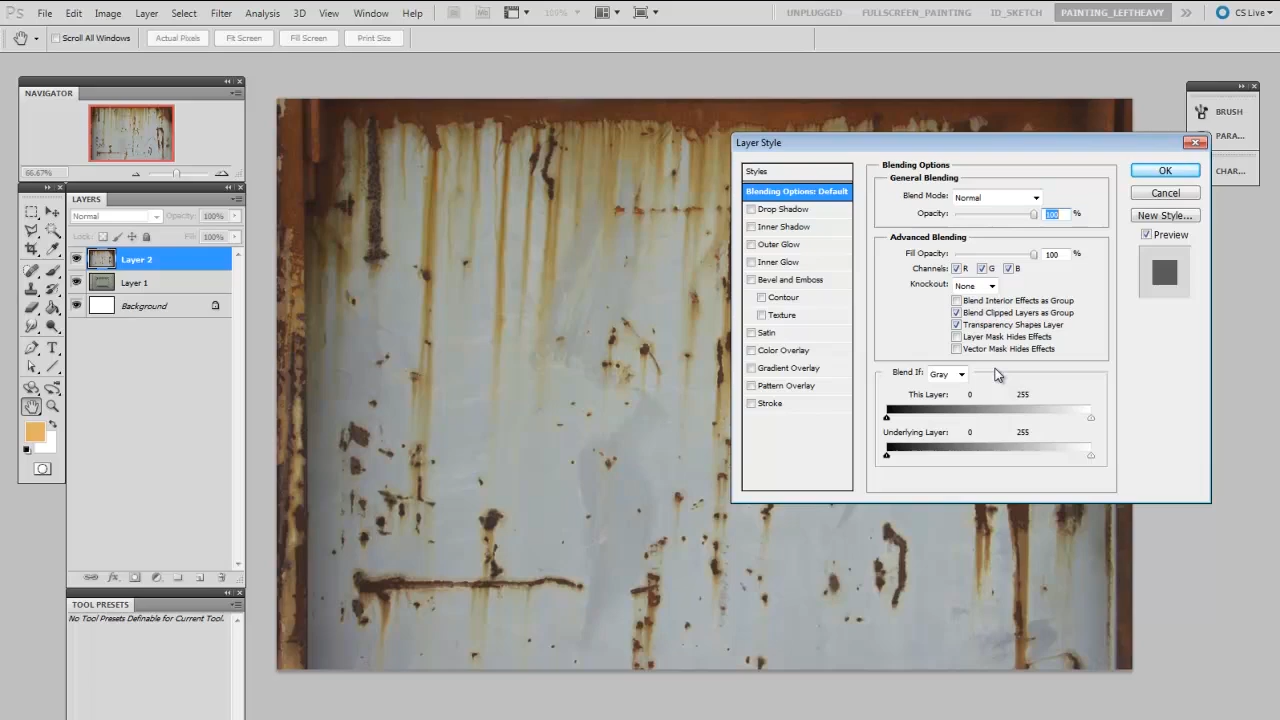 Ps File Edit Image Layer Select Filter Analysis 3D View Window Help 100% UNPLUGGED FULLSCREEN_PAINTING ID_SKETCH PAINTING_LEFTHEAVY CS Live
Scroll All Windows Actual Pixels Fit Screen Fill Screen Print Size
NAVIGATOR
66.67%
LAYERS
Normal Opacity: 100%
Lock: Fill: 100%
Layer 2
Layer 1
Background
TOOL PRESETS
No Tool Presets Definable for Current Tool.
BRUSH
PARA...
CHAR...
Layer Style
Styles
Blending Options: Default
Drop Shadow
Inner Shadow
Outer Glow
Inner Glow
Bevel and Emboss
Contour
Texture
Satin
Color Overlay
Gradient Overlay
Pattern Overlay
Stroke
Blending Options
General Blending
Blend Mode: Normal
Opacity: 100 %
Advanced Blending
Fill Opacity: 100 %
Channels: R G B
Knockout: None
Blend Interior Effects as Group
Blend Clipped Layers as Group
Transparency Shapes Layer
Layer Mask Hides Effects
Vector Mask Hides Effects
Blend If: Gray
This Layer: 0 255
Underlying Layer: 0 255
OK
Cancel
New Style...
Preview